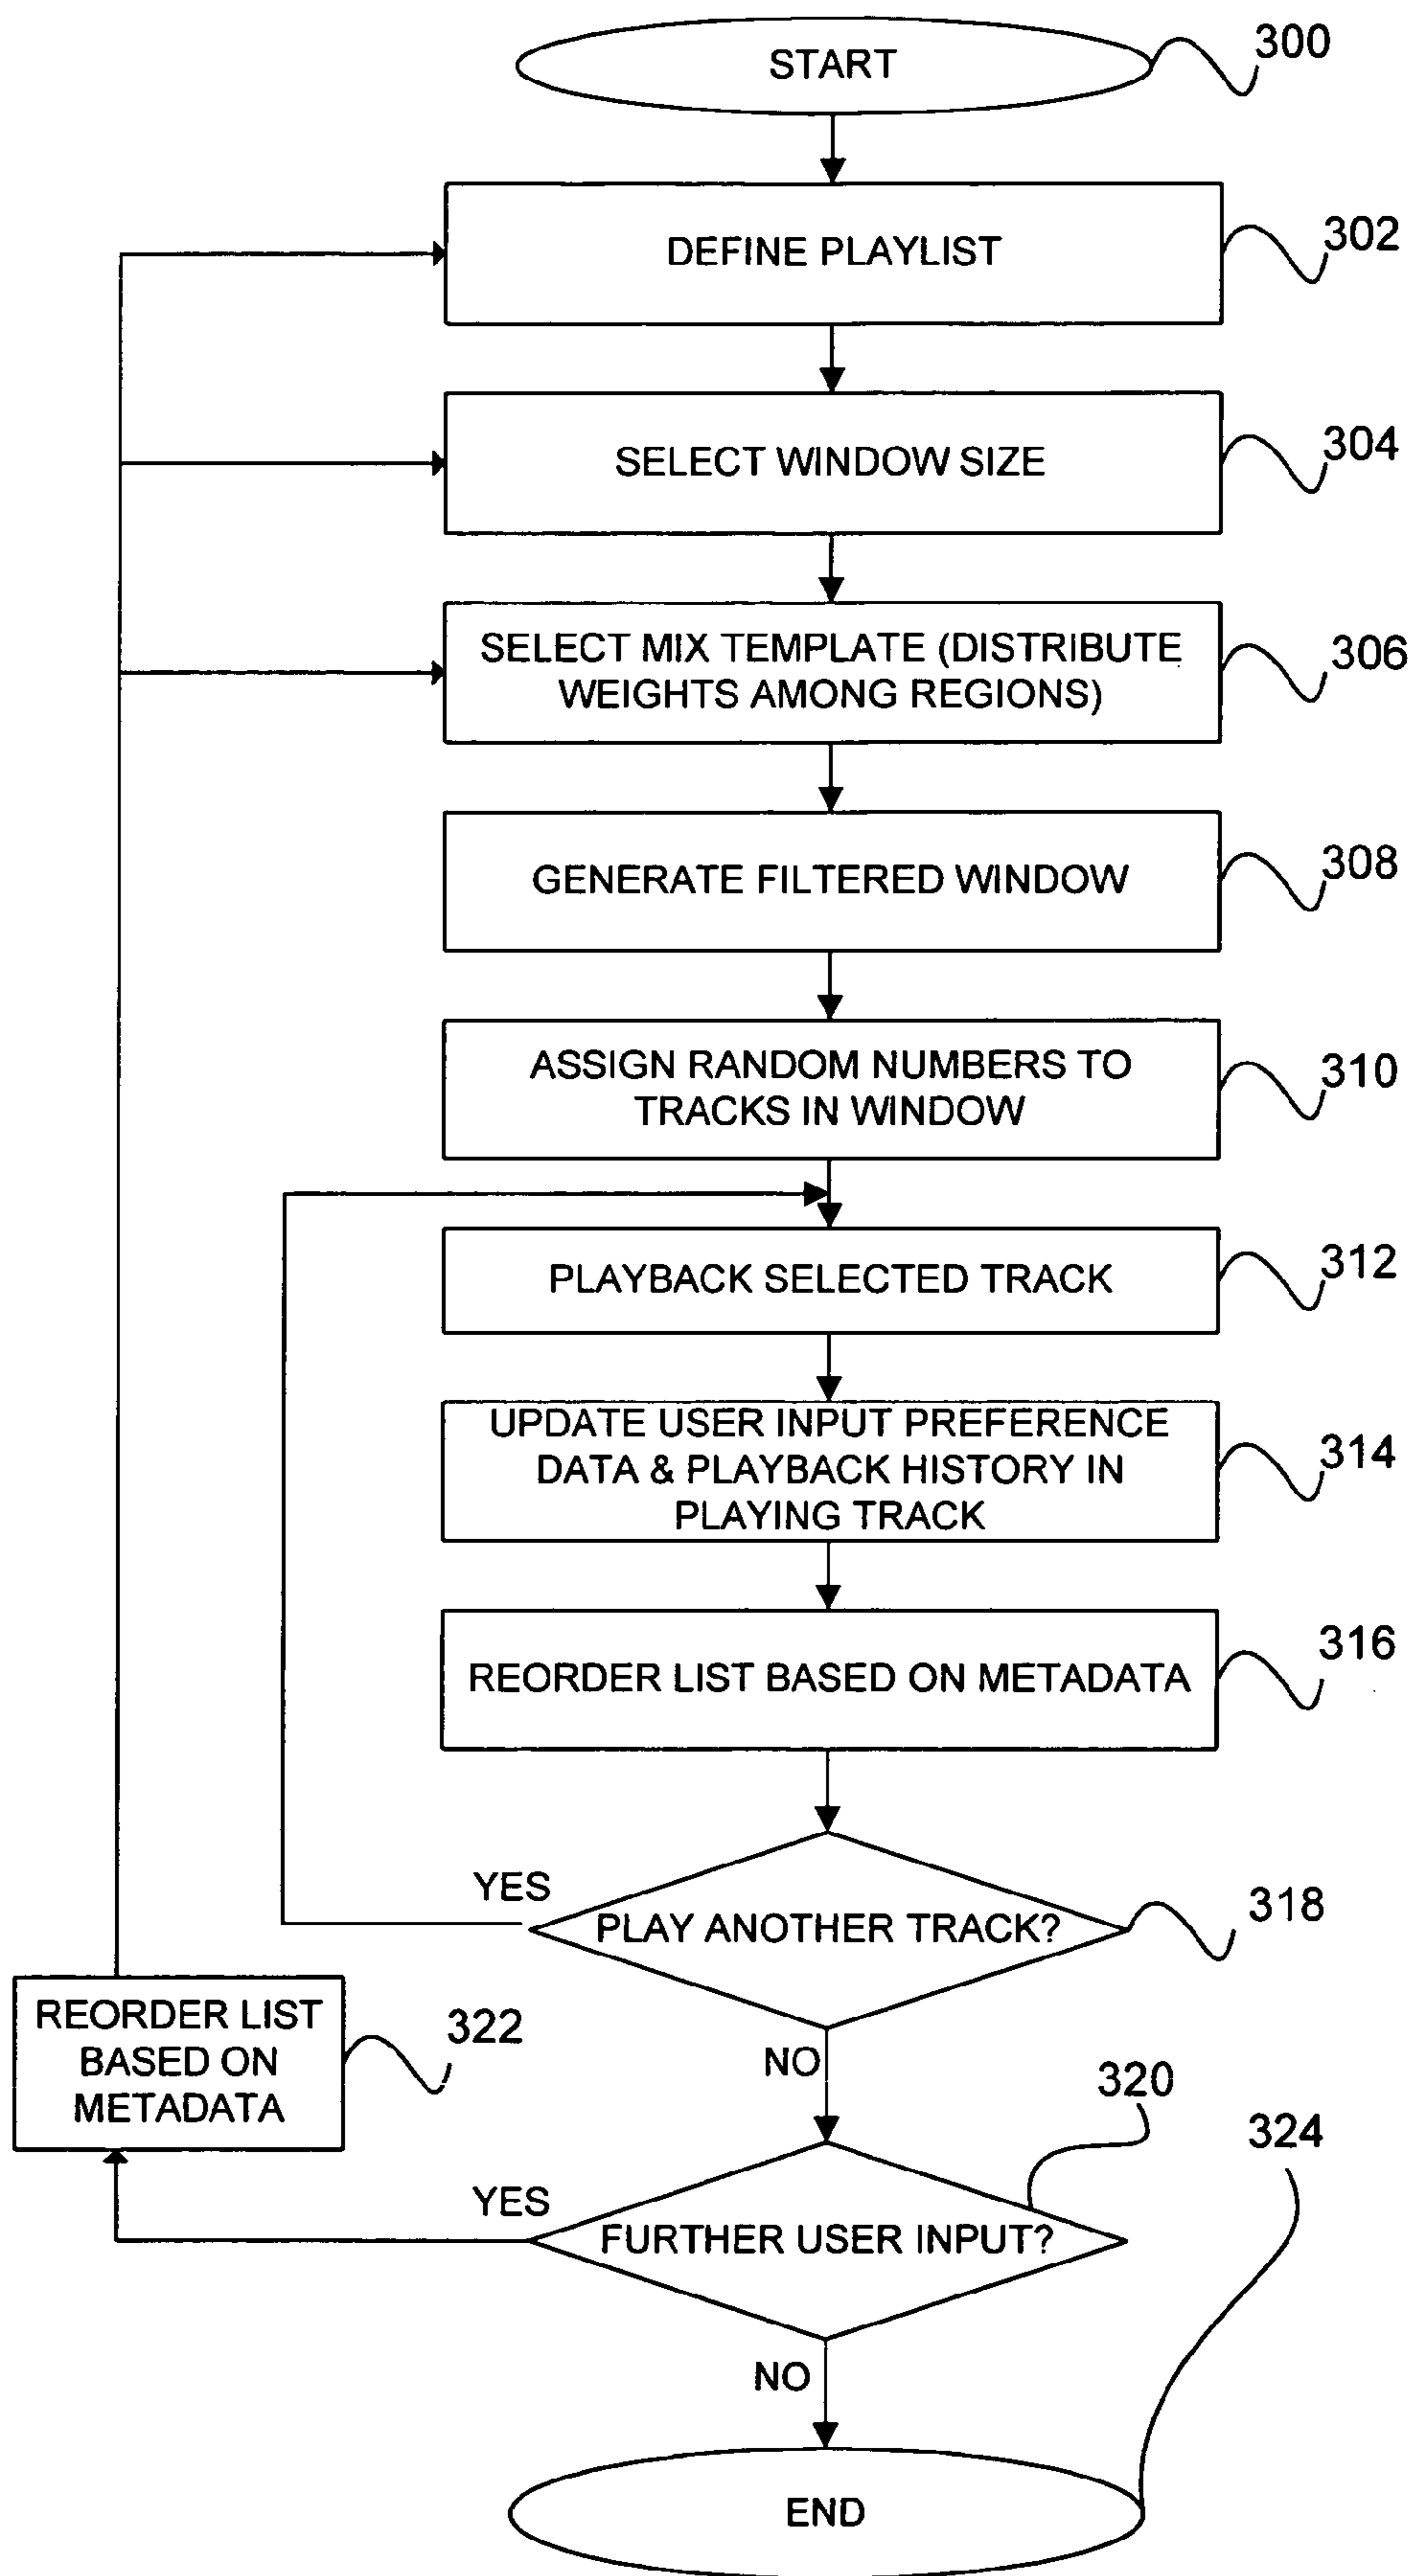 START
300
DEFINE PLAYLIST
302
SELECT WINDOW SIZE
304
SELECT MIX TEMPLATE (DISTRIBUTE
WEIGHTS AMONG REGIONS)
306
GENERATE FILTERED WINDOW
308
ASSIGN RANDOM NUMBERS TO
TRACKS IN WINDOW
310
PLAYBACK SELECTED TRACK
312
UPDATE USER INPUT PREFERENCE
DATA & PLAYBACK HISTORY IN
PLAYING TRACK
314
REORDER LIST BASED ON METADATA
316
YES
PLAY ANOTHER TRACK?
318
REORDER LIST
BASED ON
METADATA
322
NO
320
324
YES
FURTHER USER INPUT?
NO
END